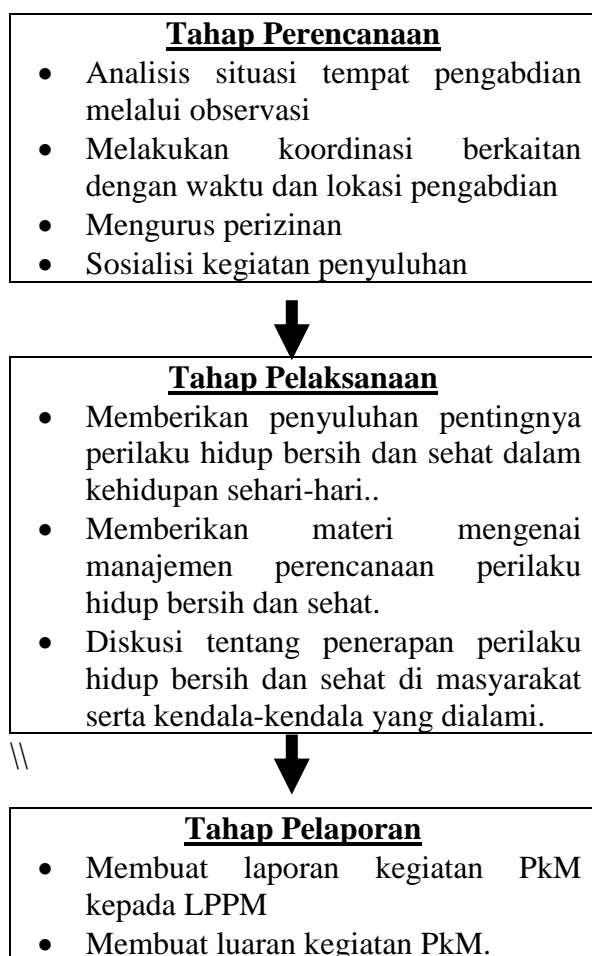 Tahap Perencanaan
• Analisis situasi tempat pengabdian
melalui observasi
• Melakukan koordinasi berkaitan
dengan waktu dan lokasi pengabdian
• Mengurus perizinan
• Sosialisi kegiatan penyuluhan
Tahap Pelaksanaan
• Memberikan penyuluhan pentingnya
perilaku hidup bersih dan sehat dalam
kehidupan sehari-hari..
• Memberikan materi mengenai
manajemen perencanaan perilaku
hidup bersih dan sehat.
• Diskusi tentang penerapan perilaku
hidup bersih dan sehat di masyarakat
serta kendala-kendala yang dialami.
\\
Tahap Pelaporan
• Membuat laporan kegiatan PkM
kepada LPPM
• Membuat luaran kegiatan PkM.